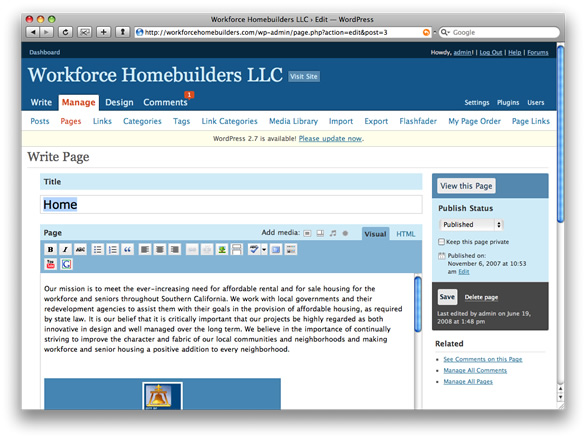 Workforce Homebuilders LLC › Edit — WordPress
http://workforcehomebuilders.com/wp-admin/page.php?action=edit&post=3
Google
Dashboard
Howdy, admin! | Log Out | Help | Forums
Workforce Homebuilders LLC Visit Site
1
Write Manage Design Comments Settings Plugins Users
Posts Pages Links Categories Tags Link Categories Media Library Import Export Flashfader My Page Order Page Links
WordPress 2.7 is available! Please update now.
Write Page
Title
Home
Page Add media: Visual HTML
B I ABC
You Tube
Our mission is to meet the ever-increasing need for affordable rental and for sale housing for the
workforce and seniors throughout Southern California. We work with local governments and their
redevelopment agencies to assist them with their goals in the provision of affordable housing, as required
by state law. It is our belief that it is critically important that our projects be highly regarded as both
innovative in design and well managed over the long term. We believe in the importance of continually
striving to improve the character and fabric of our local communities and neighborhoods and making
workforce and senior housing a positive addition to every neighborhood.
View this Page
Publish Status
Published
Keep this page private
Published on:
November 6, 2007 at 10:53
am Edit
Save Delete page
Last edited by admin on June 19,
2008 at 1:48 pm
Related
See Comments on this Page
Manage All Comments
Manage All Pages